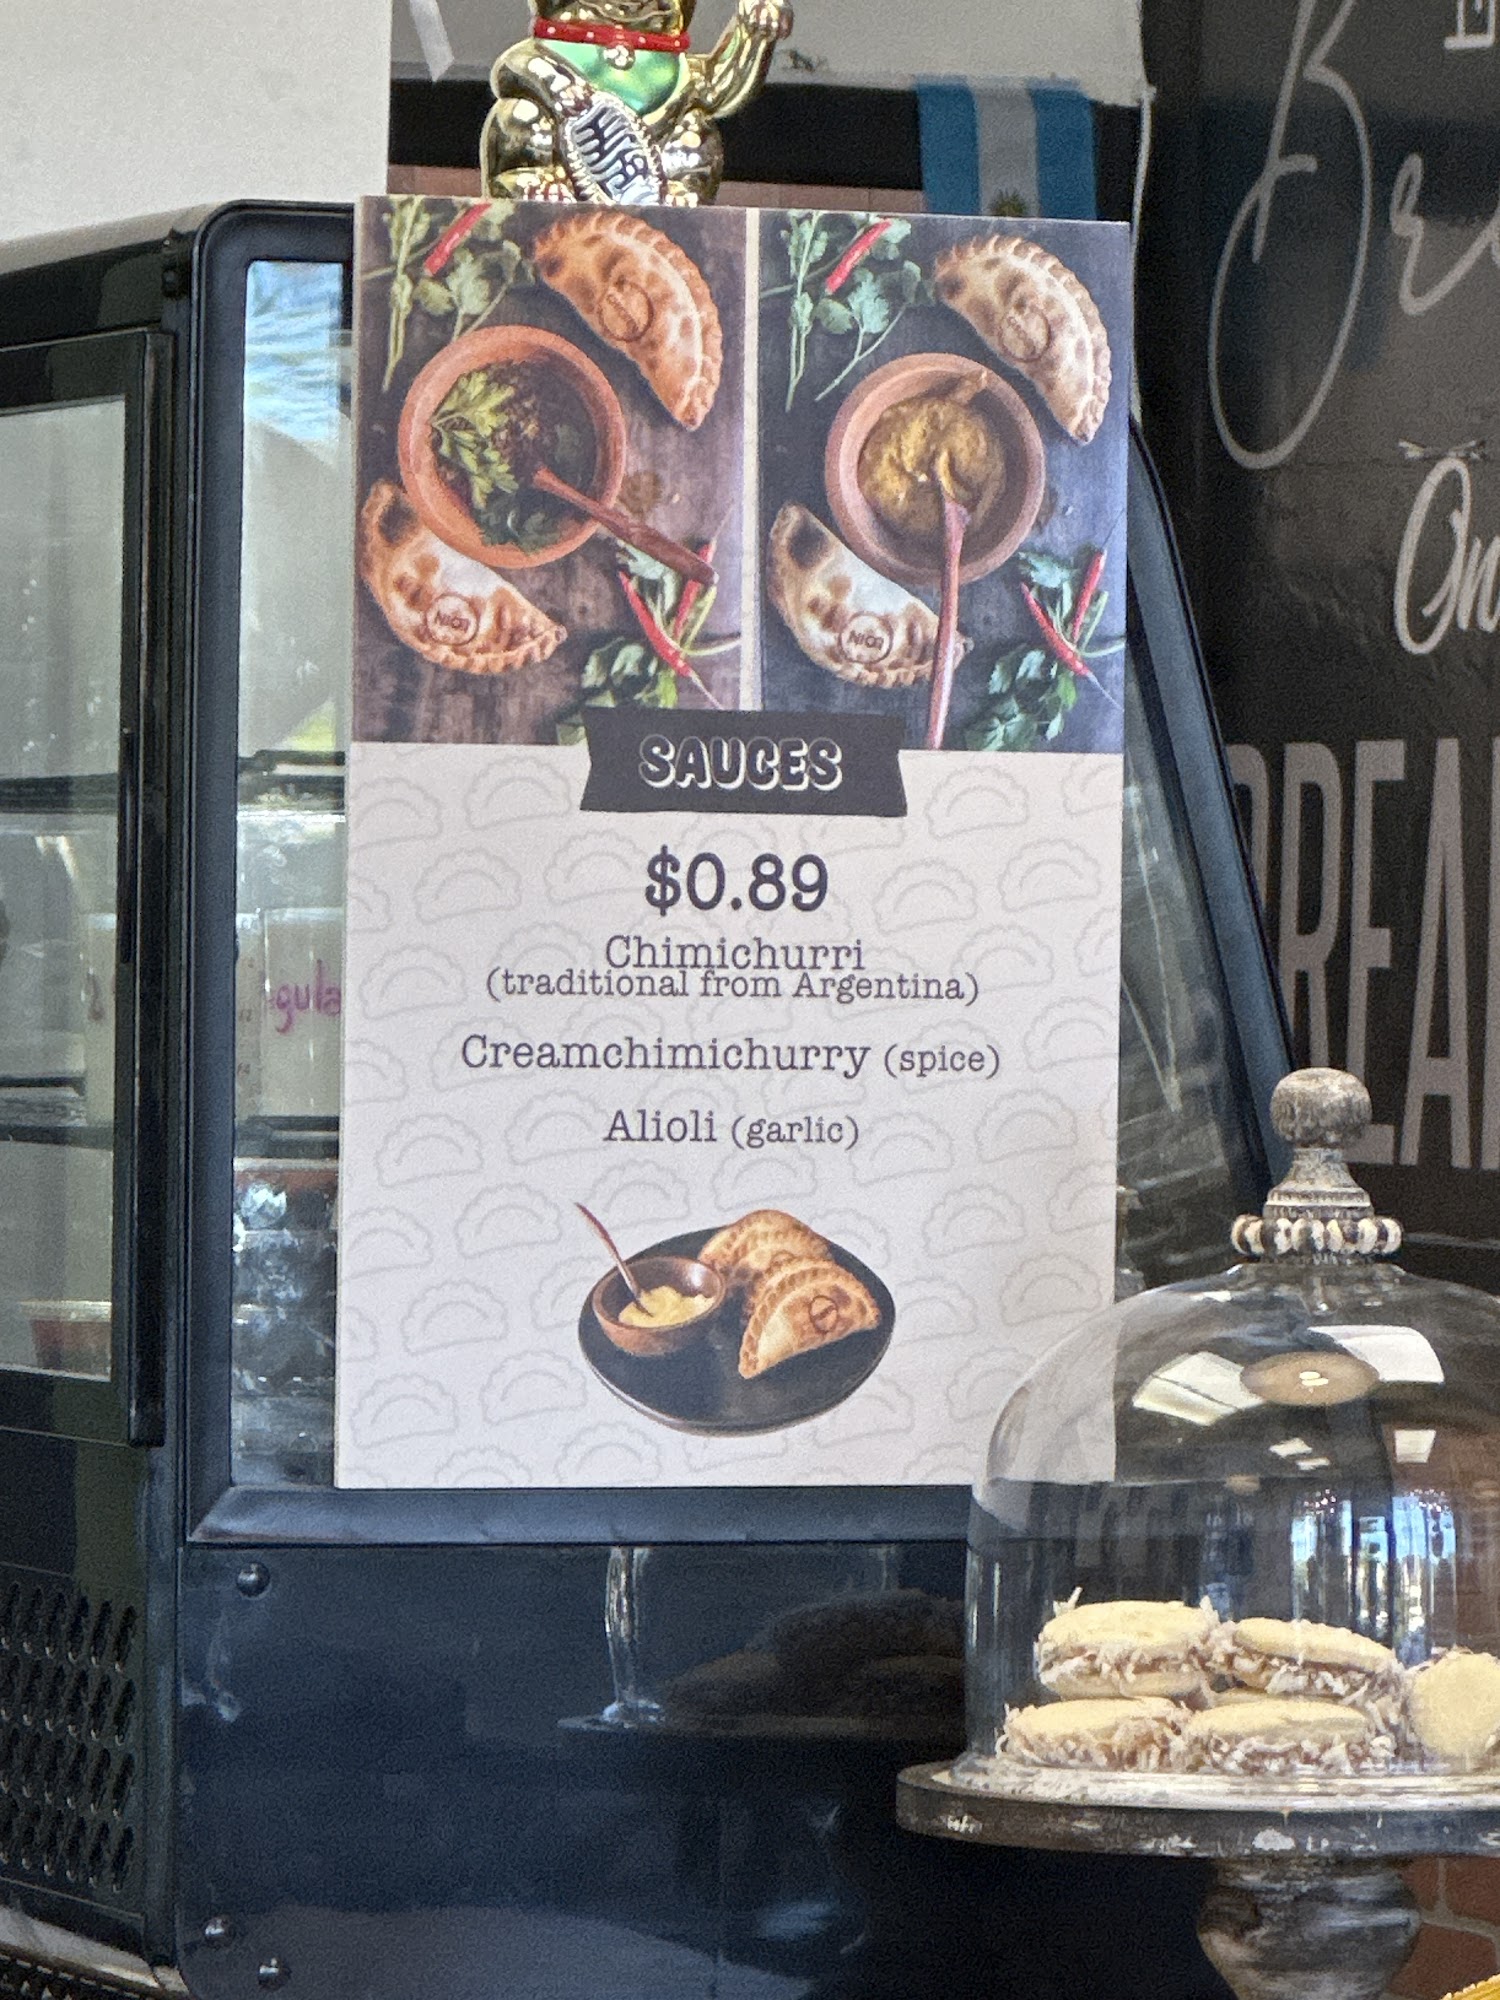 SAUCES
$0.89
Chimichurri
(traditional from Argentina)
Creamchimichurry (spice)
Alioli (garlic)